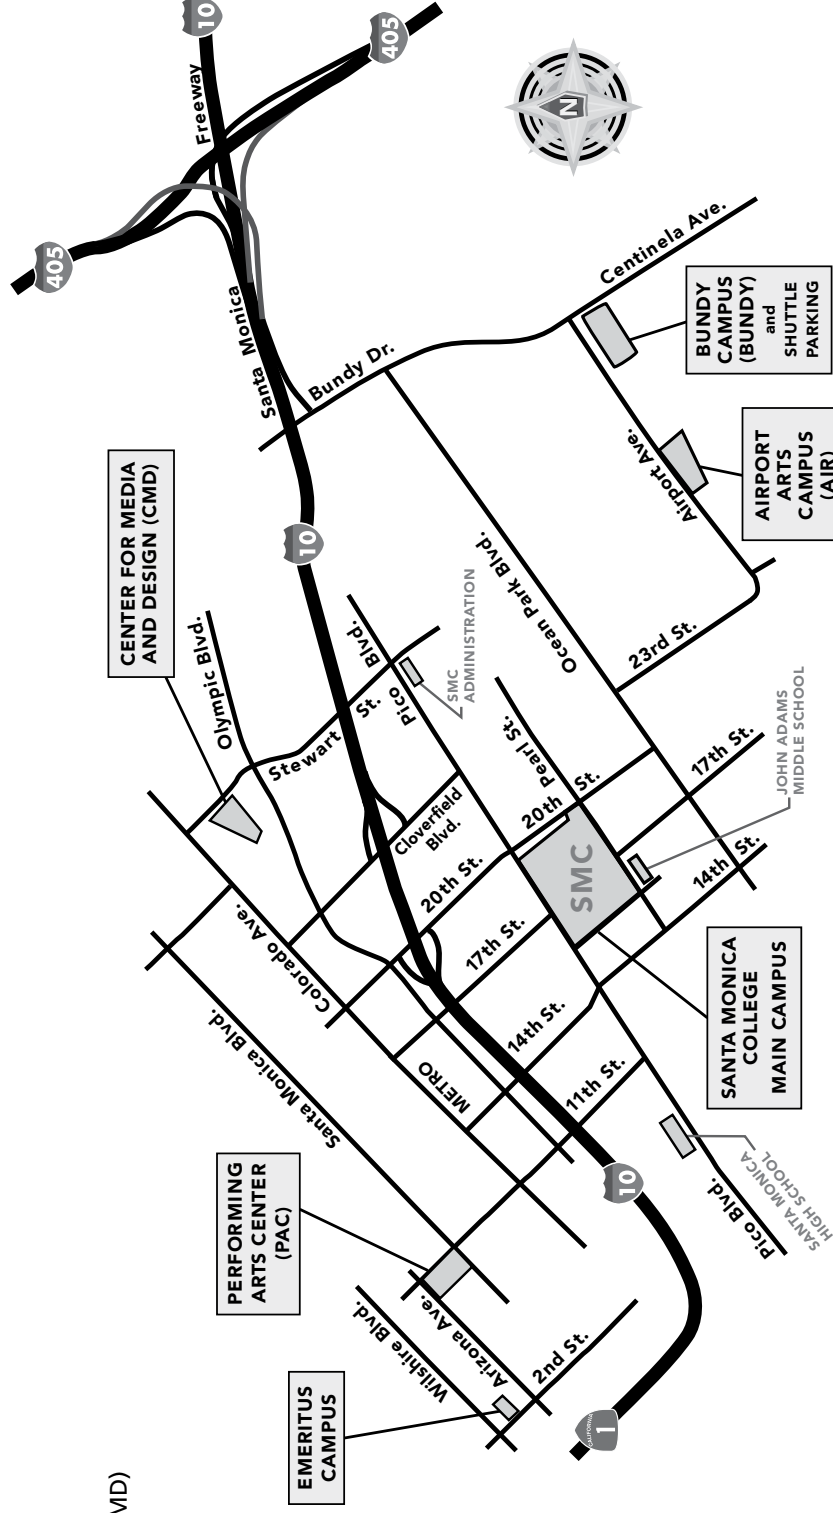 EMERITUS
CAMPUS
PERFORMING
ARTS CENTER
(PAC)
CENTER FOR MEDIA
AND DESIGN (CMD)
405
10
Freeway
405
Santa Monica
10
Olympic Blvd.
Stewart St.
Colorado Ave.
Santa Monica Blvd.
Wilshire Blvd.
Arizona Ave.
2nd St.
METRO
11th St.
14th St.
17th St.
20th St.
Cloverfield
Blvd.
Pico Blvd.
SMC
ADMINISTRATION
Bundy Dr.
Centinela Ave.
N
Ocean Park Blvd.
Airport Ave.
23rd St.
Pearl St.
20th St.
17th St.
14th St.
SMC
JOHN ADAMS
MIDDLE SCHOOL
SANTA MONICA
COLLEGE
MAIN CAMPUS
10
Pico Blvd.
SANTA MONICA
HIGH SCHOOL
CALIFORNIA
1
AIRPORT
ARTS
CAMPUS
(AIR)
BUNDY
CAMPUS
(BUNDY)
and
SHUTTLE
PARKING
MD)